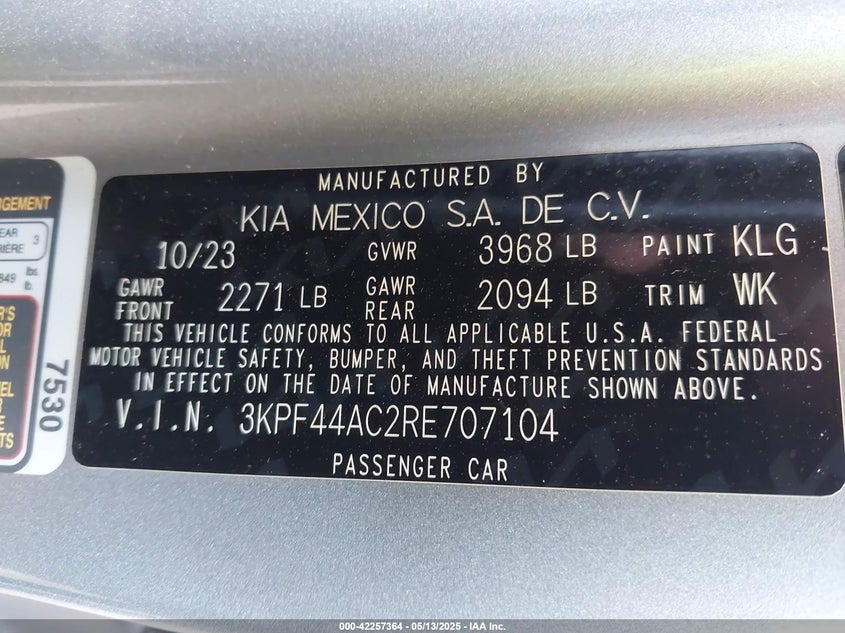 MANUFACTURED BY
KIA MEXICO S.A. DE C.V.
10/23 GVWR 3968 LB PAINT KLG
GAWR FRONT 2271 LB GAWR REAR 2094 LB TRIM WK
THIS VEHICLE CONFORMS TO ALL APPLICABLE U.S.A. FEDERAL
MOTOR VEHICLE SAFETY, BUMPER, AND THEFT PREVENTION STANDARDS
IN EFFECT ON THE DATE OF MANUFACTURE SHOWN ABOVE.
V.I.N. 3KPF44AC2RE707104
PASSENGER CAR
7530
000-42257364 - 05/13/2025 - IAA Inc.